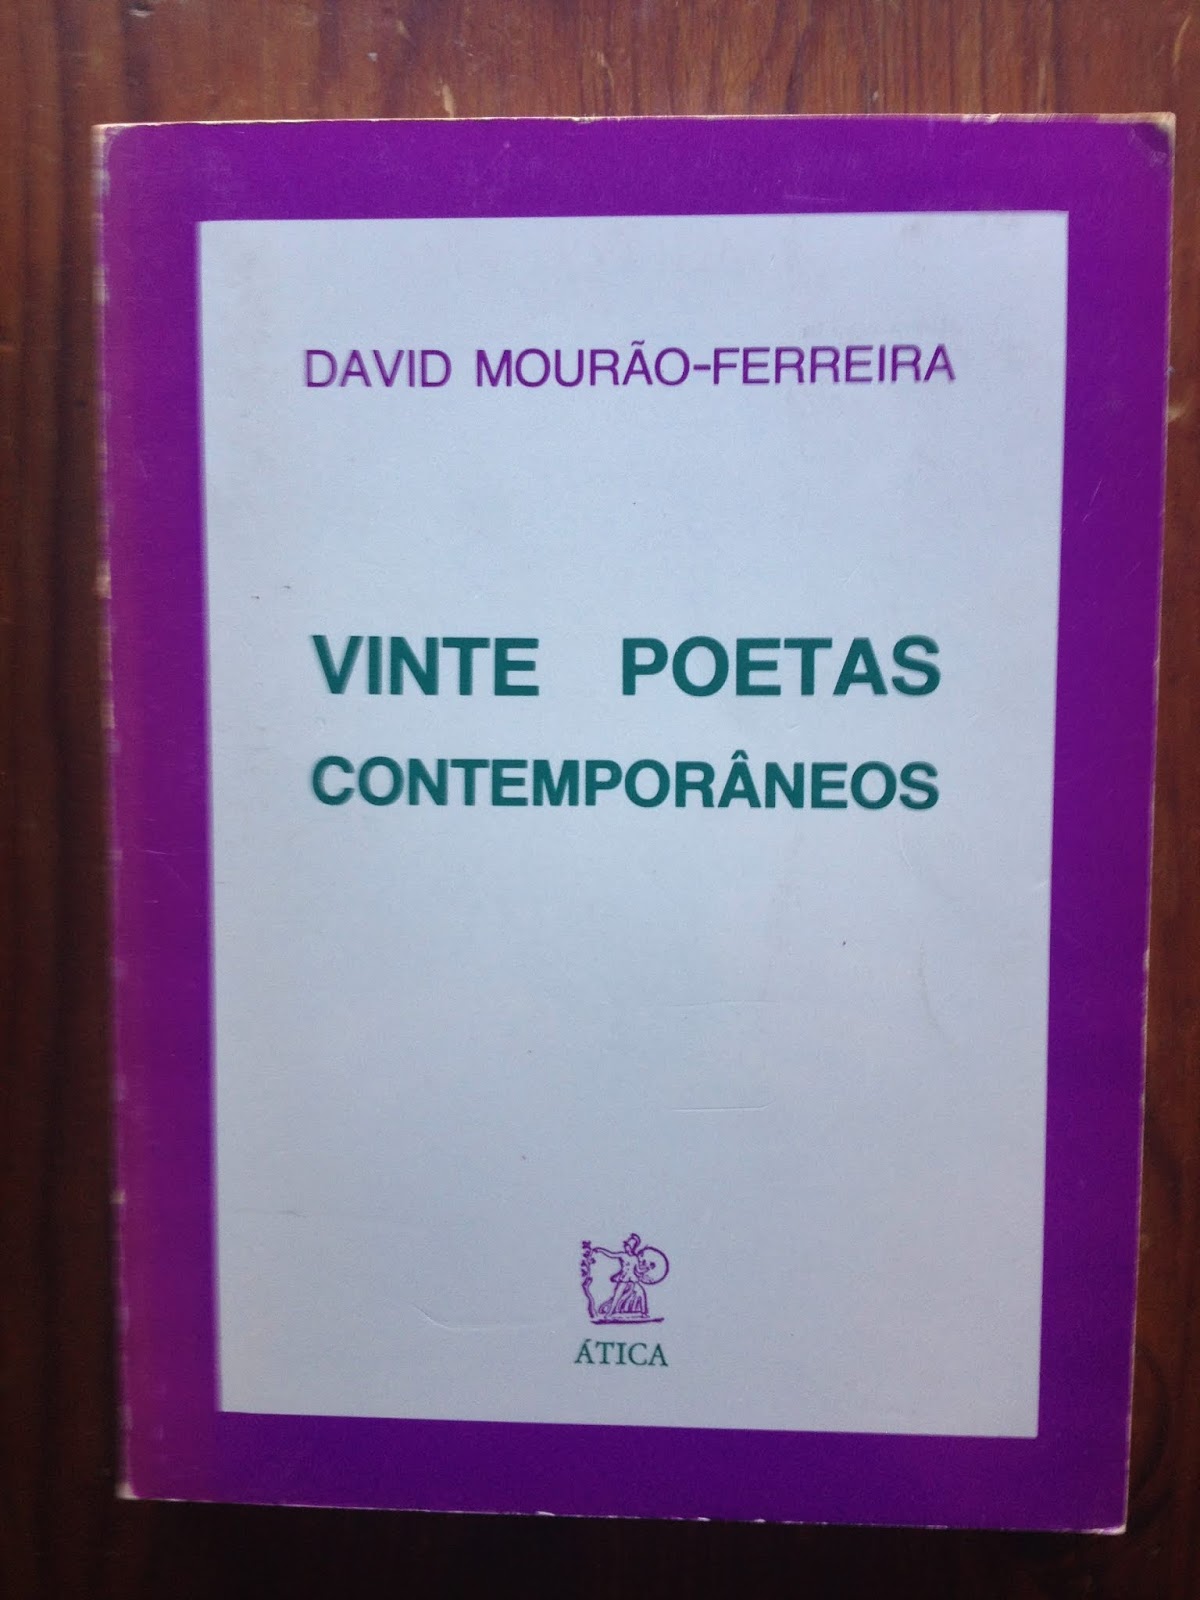 DAVID MOURÃO-FERREIRA
VINTE POETAS
CONTEMPORÂNEOS
ÁTICA